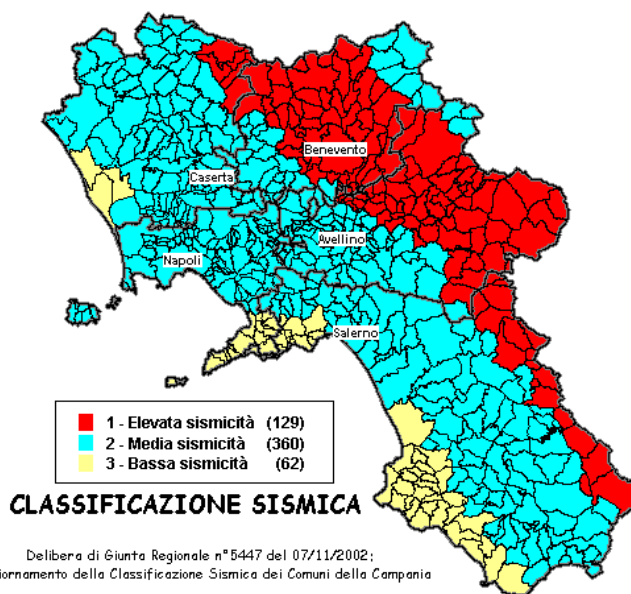 Benevento
Caserta
Avellino
Napoli
Salerno
1 - Elevata sismicità (129)
2 - Media sismicità (360)
3 - Bassa sismicità (62)
CLASSIFICAZIONE SISMICA
Delibera di Giunta Regionale n°5447 del 07/11/2002;
della Classificazione Sismica dei Comuni della Campania